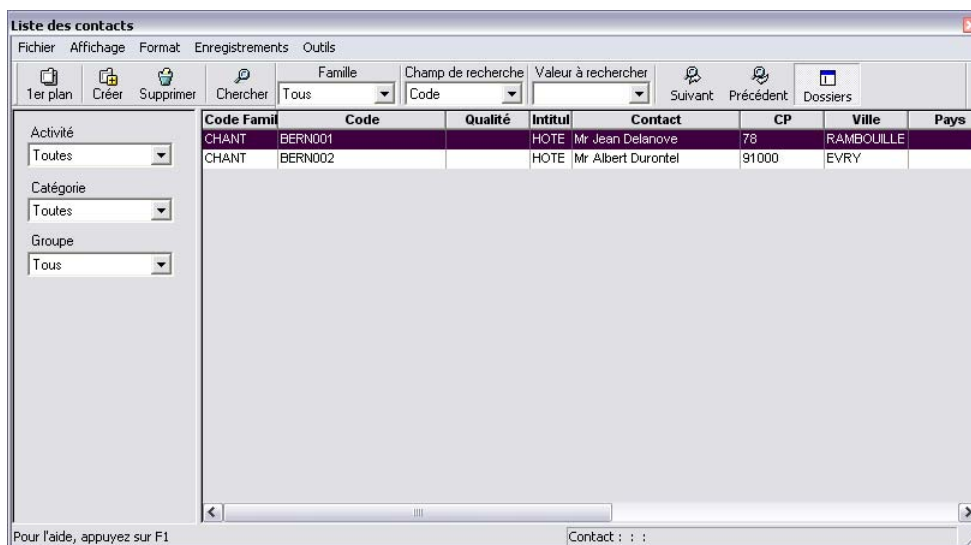 Liste des contacts
Fichier Affichage Format Enregistrements Outils
1er plan Créer Supprimer Chercher Famille Tous Champ de recherche Code Valeur à rechercher Suivant Précédent Dossiers
Activité
Toutes
Catégorie
Toutes
Groupe
Tous
Code Famil Code Qualité Intitul Contact CP Ville Pays
CHANT BERN001 HOTE Mr Jean Delanove 78 RAMBOUILLE
CHANT BERN002 HOTE Mr Albert Durontel 91000 EVRY
Pour l'aide, appuyez sur F1 Contact : : :